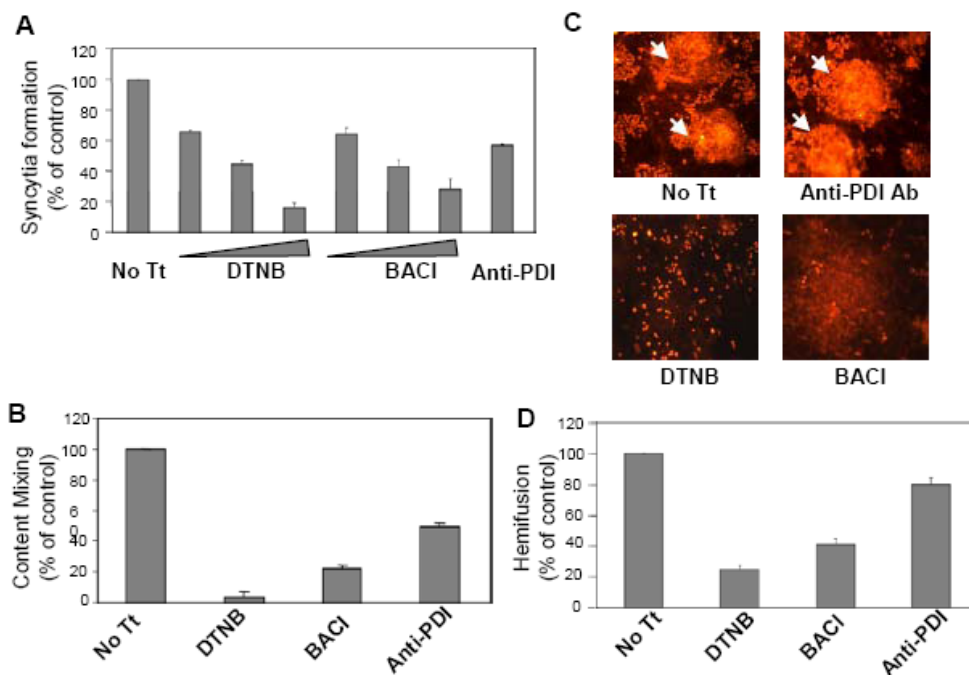 A
Syncytia formation
(% of control)
120
100
80
60
40
20
0
No Tt
DTNB
BACI
Anti-PDI
C
No Tt
Anti-PDI Ab
DTNB
BACI
B
Content Mixing
(% of control)
120
100
80
6
0
40
20
0
No Tt
DTNB
BACI
Anti-PDI
D
Hemifusion
(% of control)
120
100
80
60
40
20
0
No Tt
DTNB
BACI
Anti-PDI